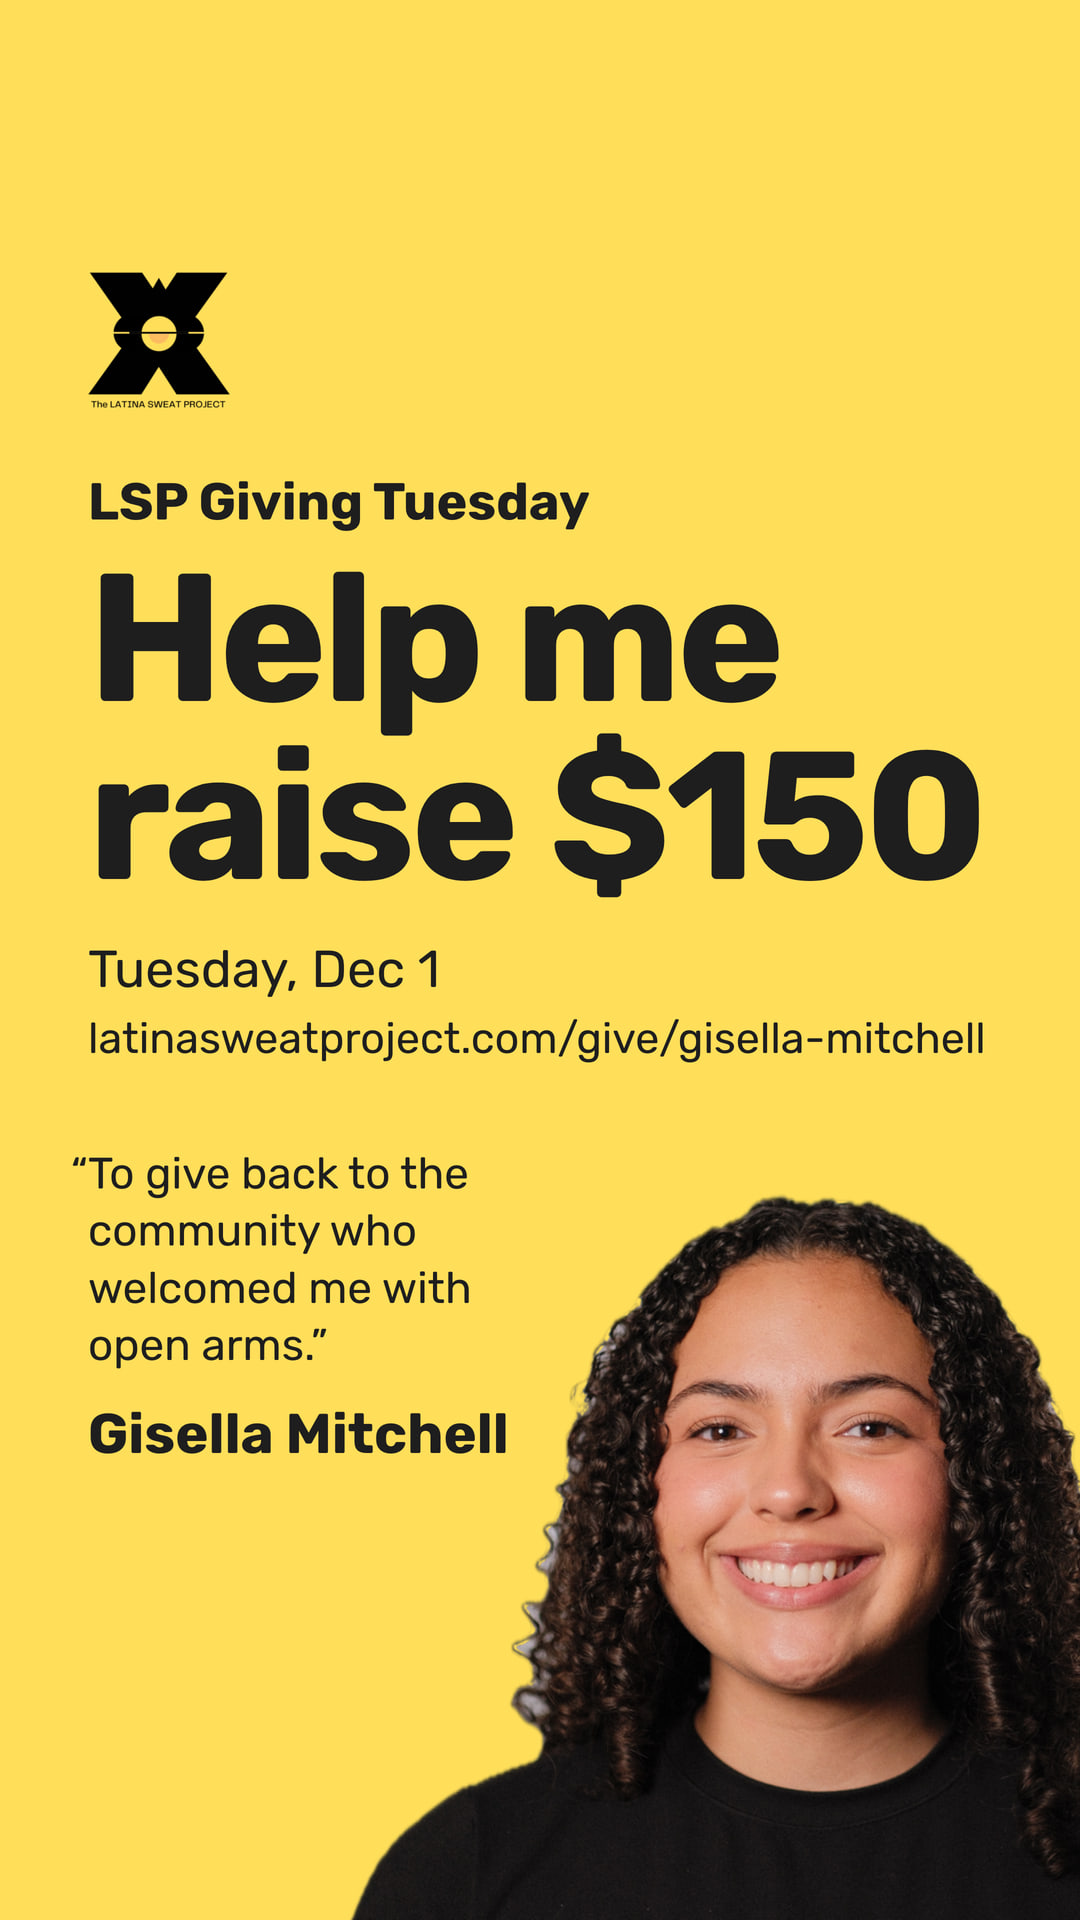 The LATINA SWEAT PROJECT
LSP Giving Tuesday
Help me
raise $150
Tuesday, Dec 1
latinasweatproject.com/give/gisella-mitchell
“To give back to the
community who
welcomed me with
open arms.”
Gisella Mitchell